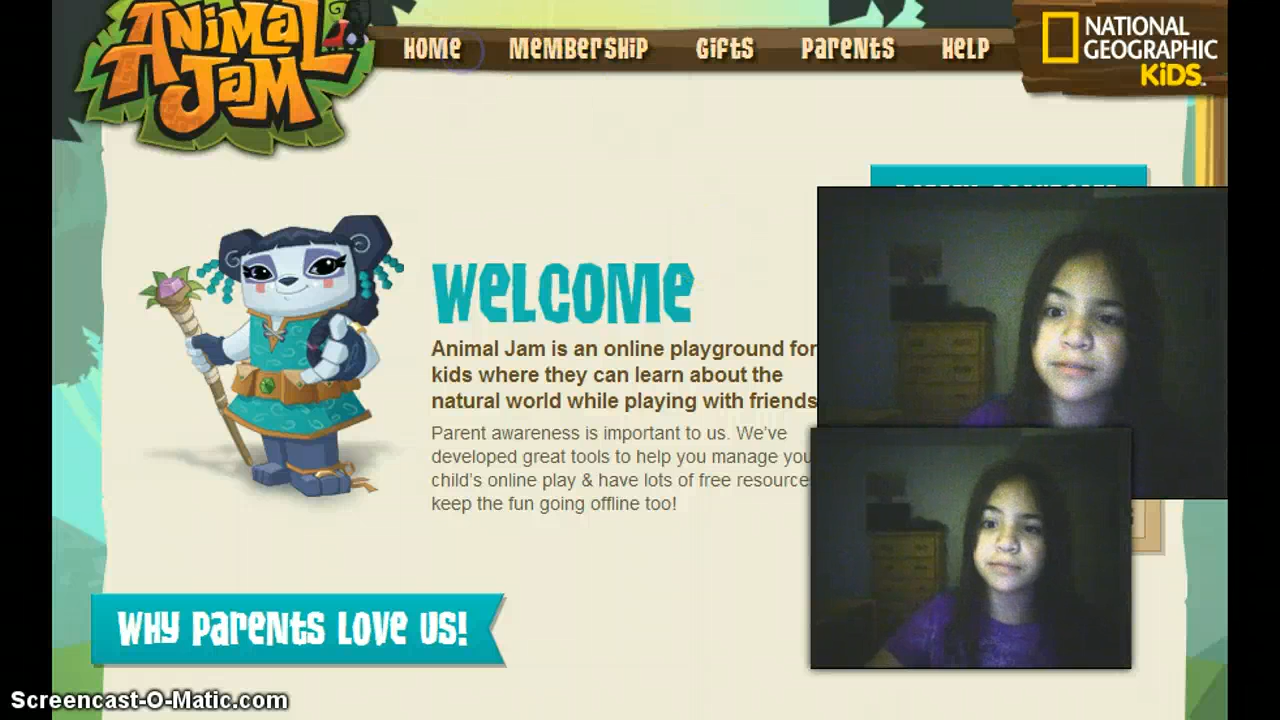 ANIMAL JAM
HOME MEMBERSHIP GIFTS PARENTS HELP
NATIONAL GEOGRAPHIC KiDS
WELCOME
Animal Jam is an online playground for
kids where they can learn about the
natural world while playing with friends
Parent awareness is important to us. We've
developed great tools to help you manage you
child's online play & have lots of free resource
keep the fun going offline too!
WHY PARENTS LOVE US!
Screencast-O-Matic.com